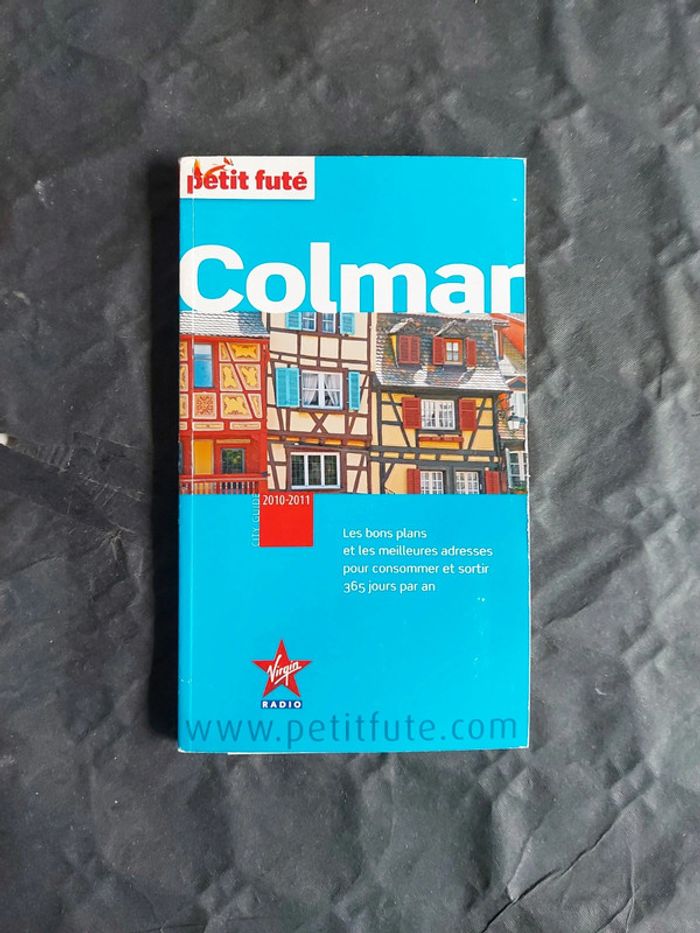 petit futé
Colmar
CITY GUIDE
2010-2011
Les bons plans
et les meilleures adresses
pour consommer et sortir
365 jours par an
Virgin
RADIO
www.petitfute.com